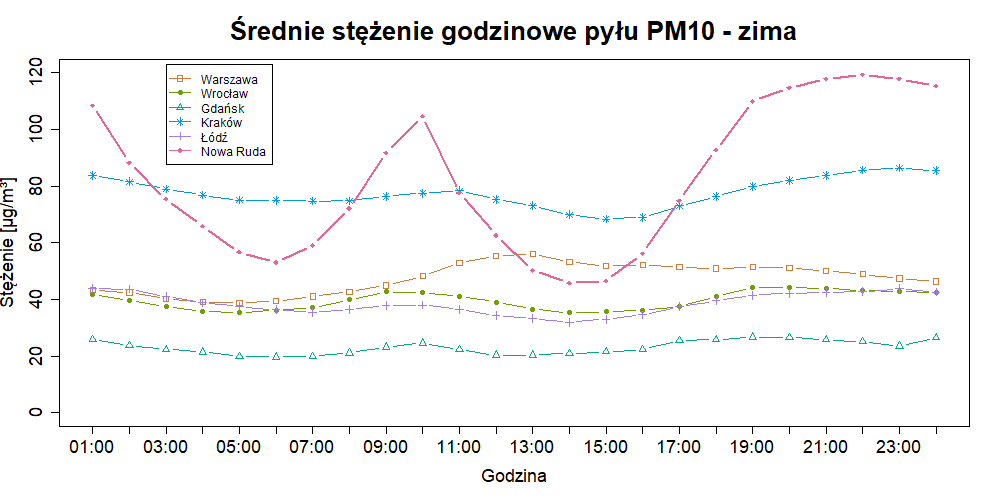 Średnie stężenie godzinowe pyłu PM10 - zima
Stężenie [µg/m³]
120
100
80
60
40
20
0
Warszawa
Wrocław
Gdańsk
Kraków
Łódź
Nowa Ruda
01:00 03:00 05:00 07:00 09:00 11:00 13:00 15:00 17:00 19:00 21:00 23:00
Godzina